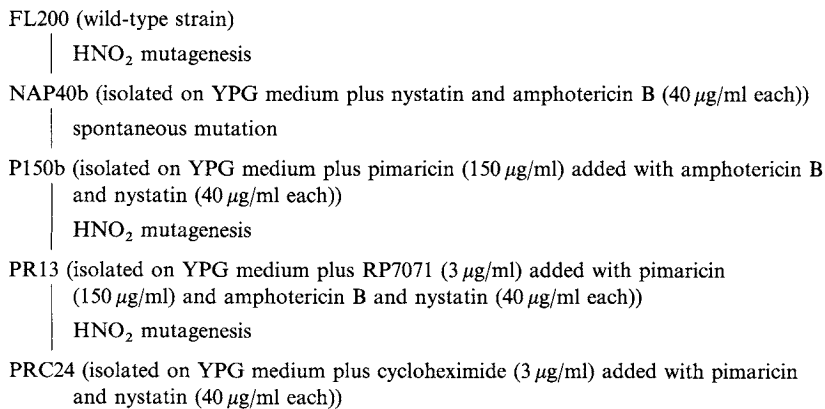 FL200 (wild-type strain)
HNO2 mutagenesis
NAP40b (isolated on YPG medium plus nystatin and amphotericin B (40 μg/ml each))
spontaneous mutation
P150b (isolated on YPG medium plus pimaricin (150 μg/ml) added with amphotericin B
and nystatin (40 μg/ml each))
HNO2 mutagenesis
PR13 (isolated on YPG medium plus RP7071 (3 μg/ml) added with pimaricin
(150 μg/ml) and amphotericin B and nystatin (40 μg/ml each))
HNO2 mutagenesis
PRC24 (isolated on YPG medium plus cycloheximide (3 μg/ml) added with pimaricin
and nystatin (40 μg/ml each))